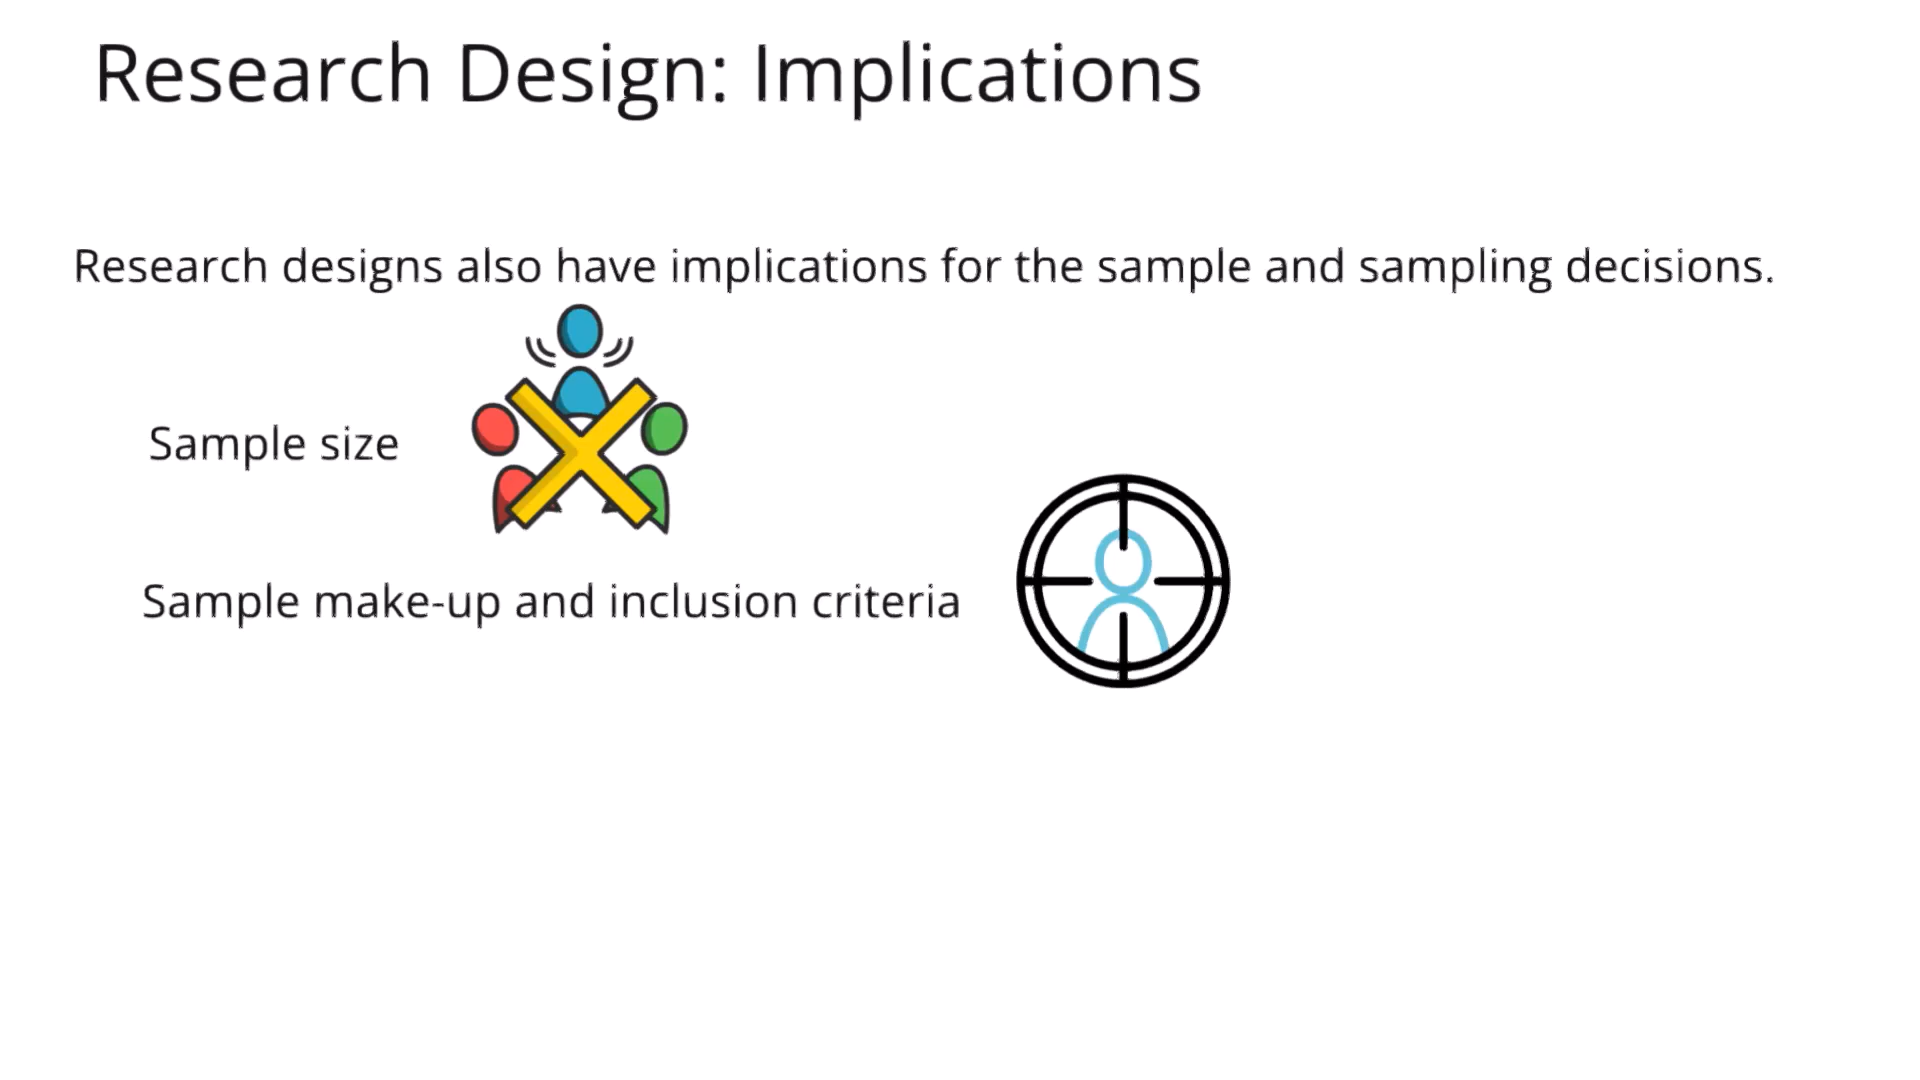 Research Design: Implications
Research designs also have implications for the sample and sampling decisions.
Sample size
Sample make-up and inclusion criteria